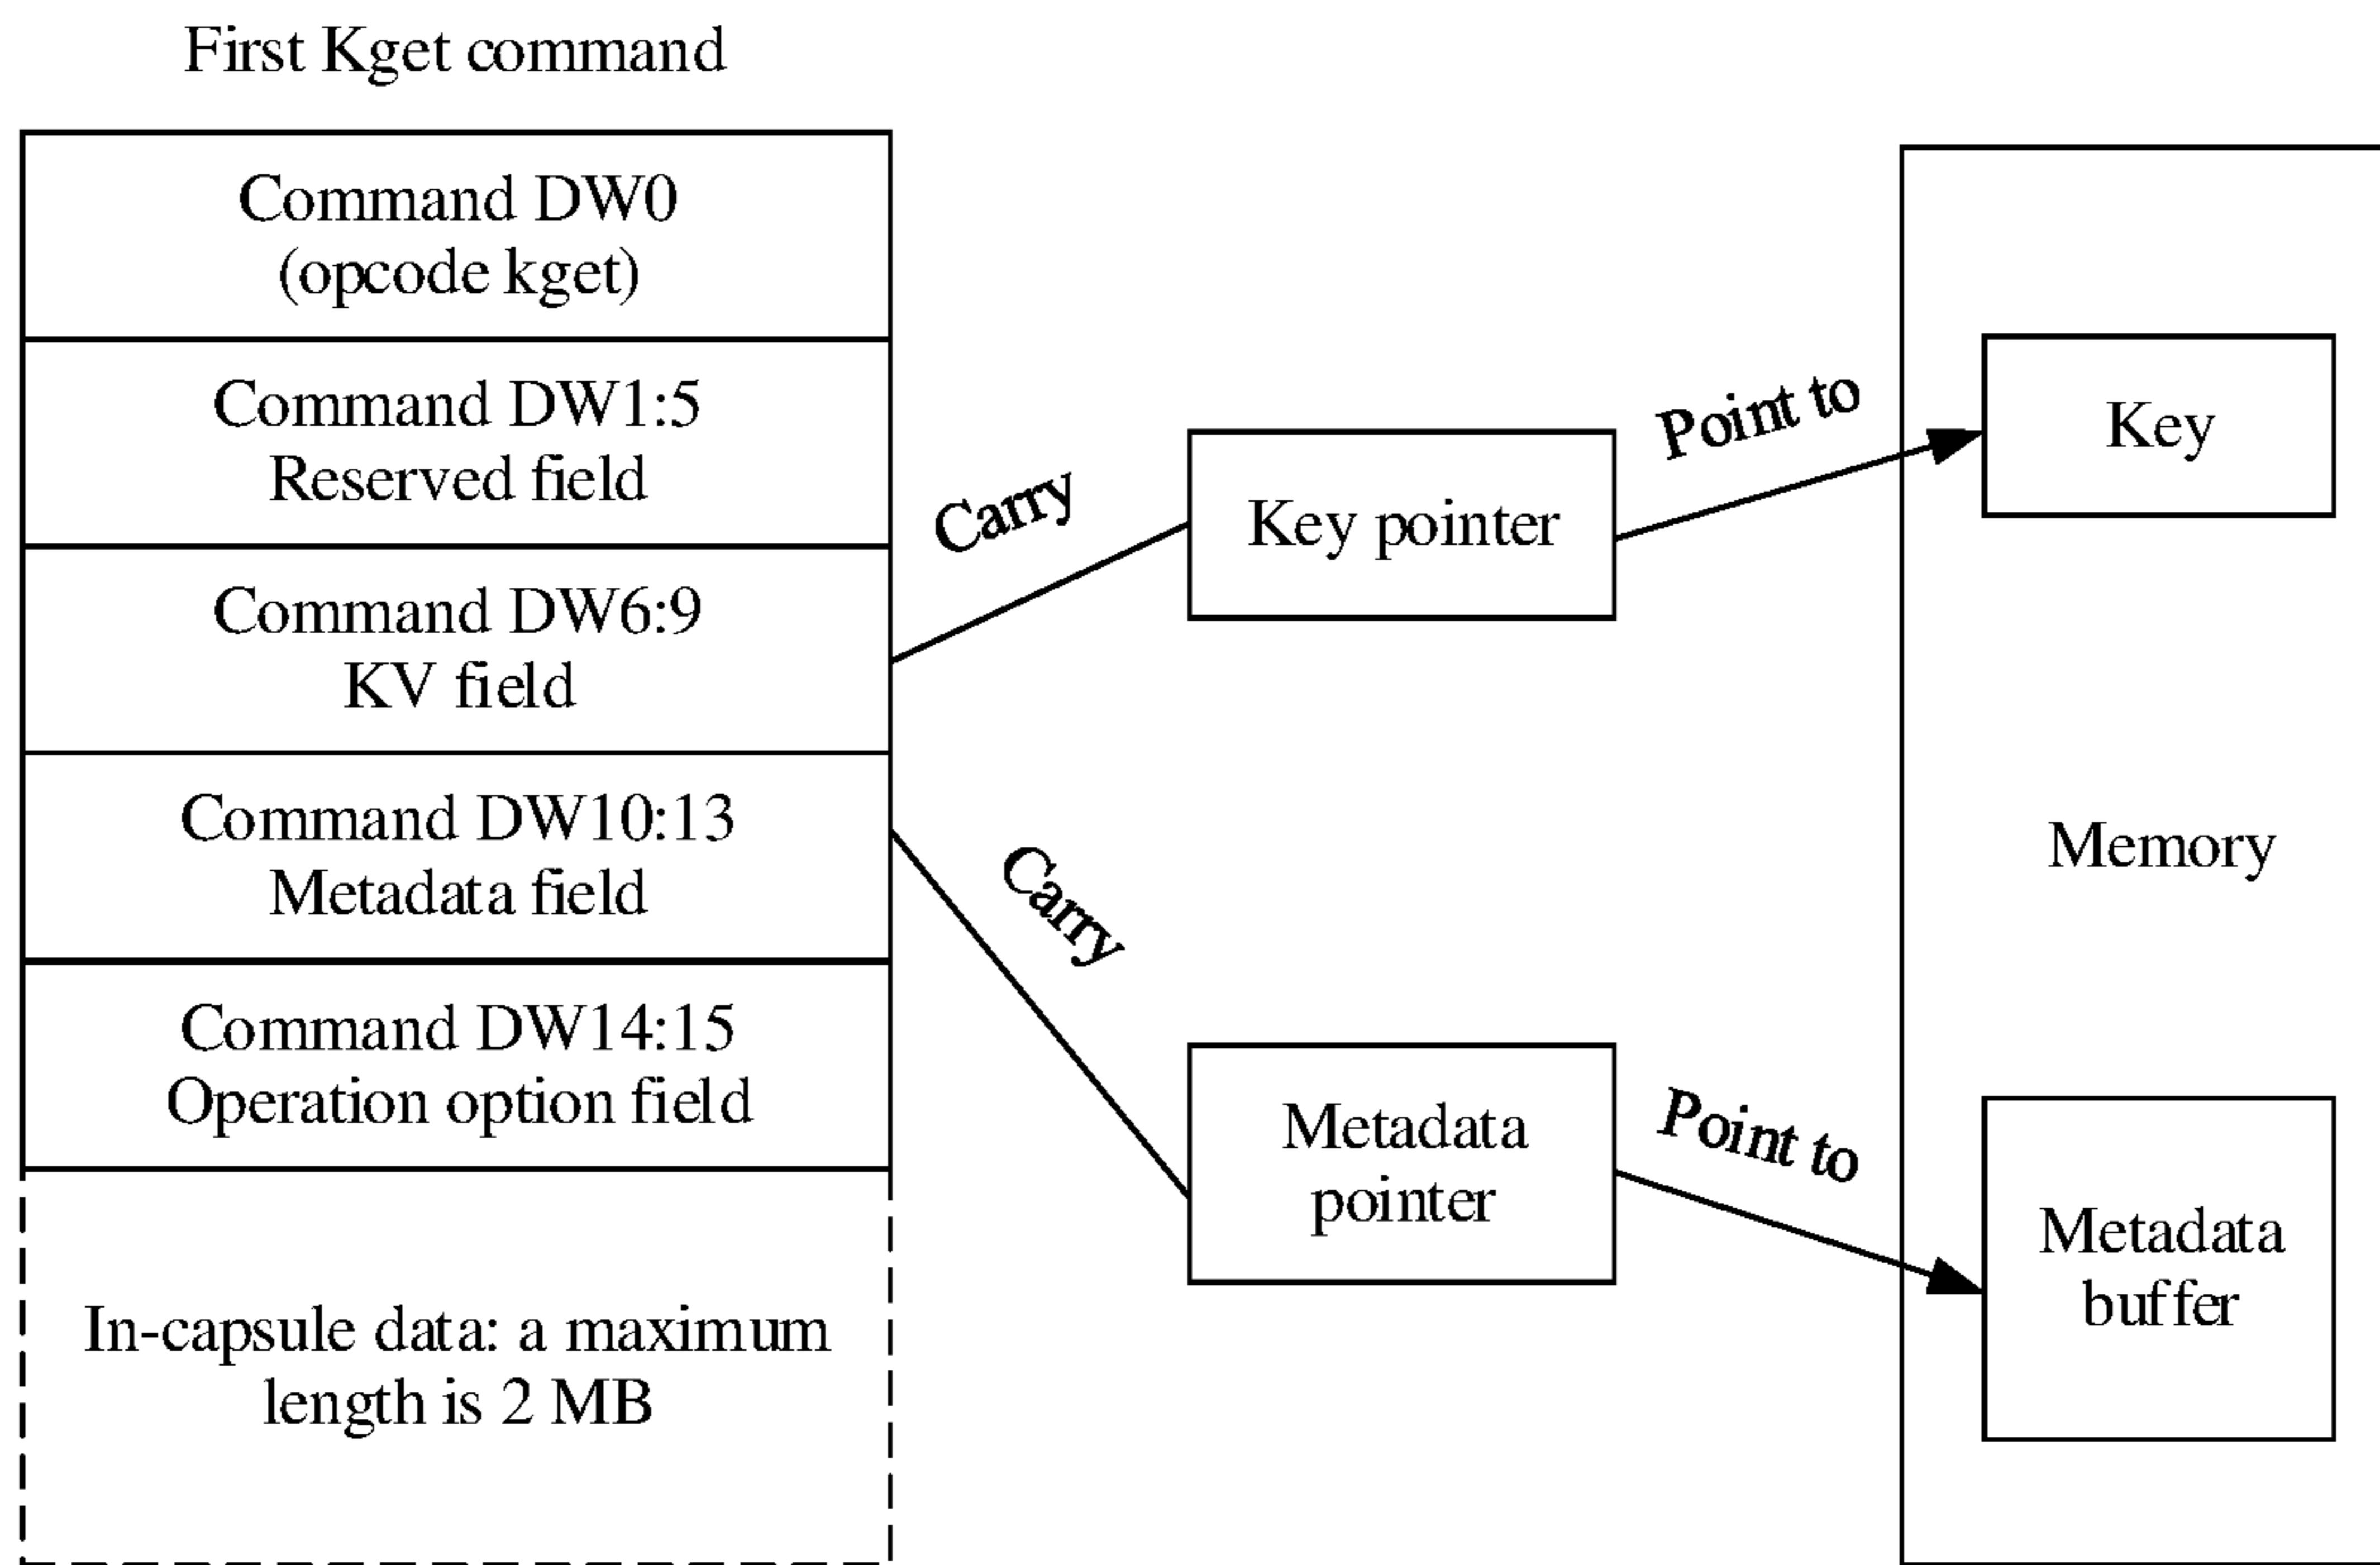 First Kget command
Command DW0
(opcode kget)
Command DW1:5
Reserved field
Command DW6:9
KV field
Command DW10:13
Metadata field
Command DW14:15
Operation option field
In-capsule data: a maximum
length is 2 MB
Carry
Key pointer
Point to
Key
Memory
Carry
Metadata
pointer
Point to
Metadata
buffer